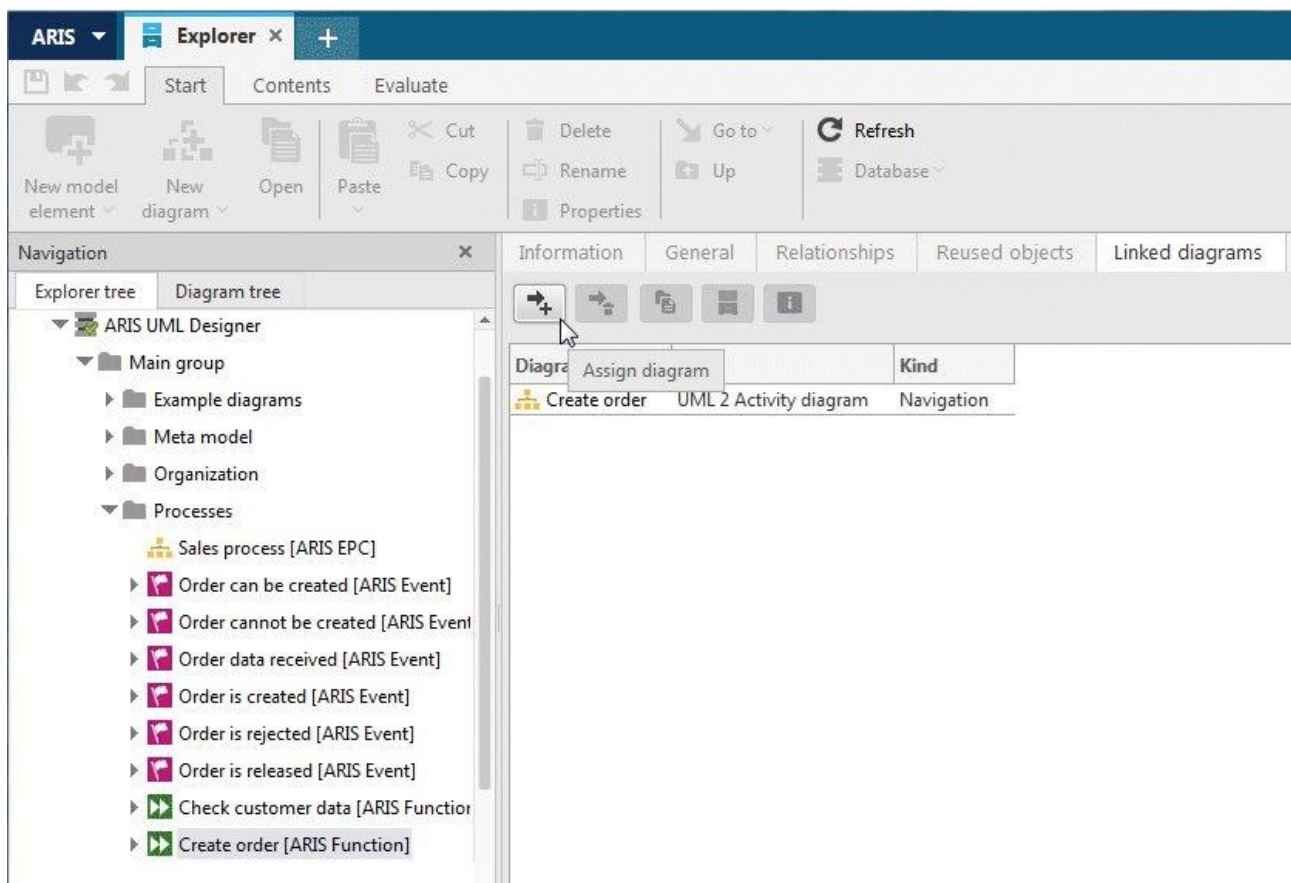 ARIS Explorer
Start Contents Evaluate
Cut Delete Go to Refresh
Copy Rename Up Database
New model element New diagram Open Paste
Properties
Navigation
Information General Relationships Reused objects Linked diagrams
Explorer tree Diagram tree
ARIS UML Designer
Main group
Example diagrams
Meta model
Organization
Processes
Sales process [ARIS EPC]
Order can be created [ARIS Event]
Order cannot be created [ARIS Event
Order data received [ARIS Event]
Order is created [ARIS Event]
Order is rejected [ARIS Event]
Order is released [ARIS Event]
Check customer data [ARIS Function
Create order [ARIS Function]
Assign diagram
Diagra Kind
Create order UML 2 Activity diagram Navigation